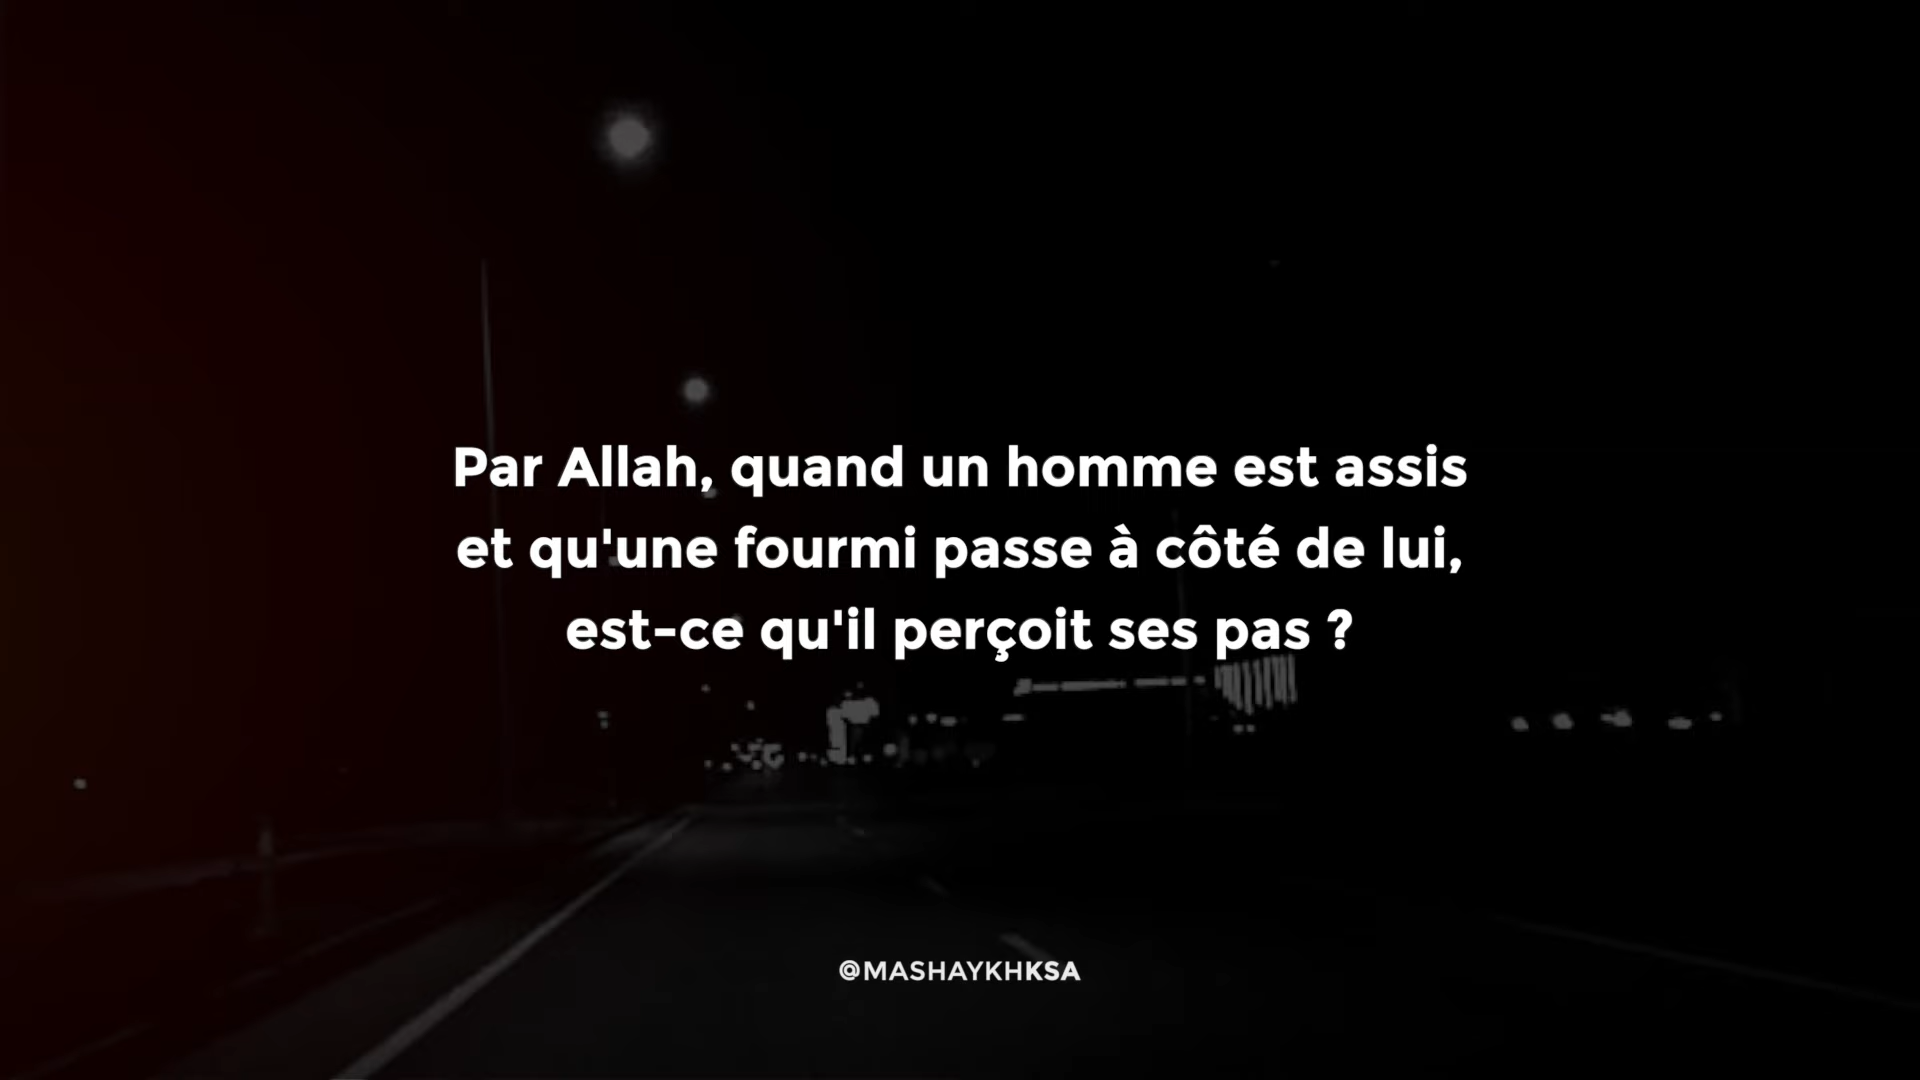 Par Allah, quand un homme est assis
et qu'une fourmi passe à côté de lui,
est-ce qu'il perçoit ses pas ?
@MASHAYKHKSA